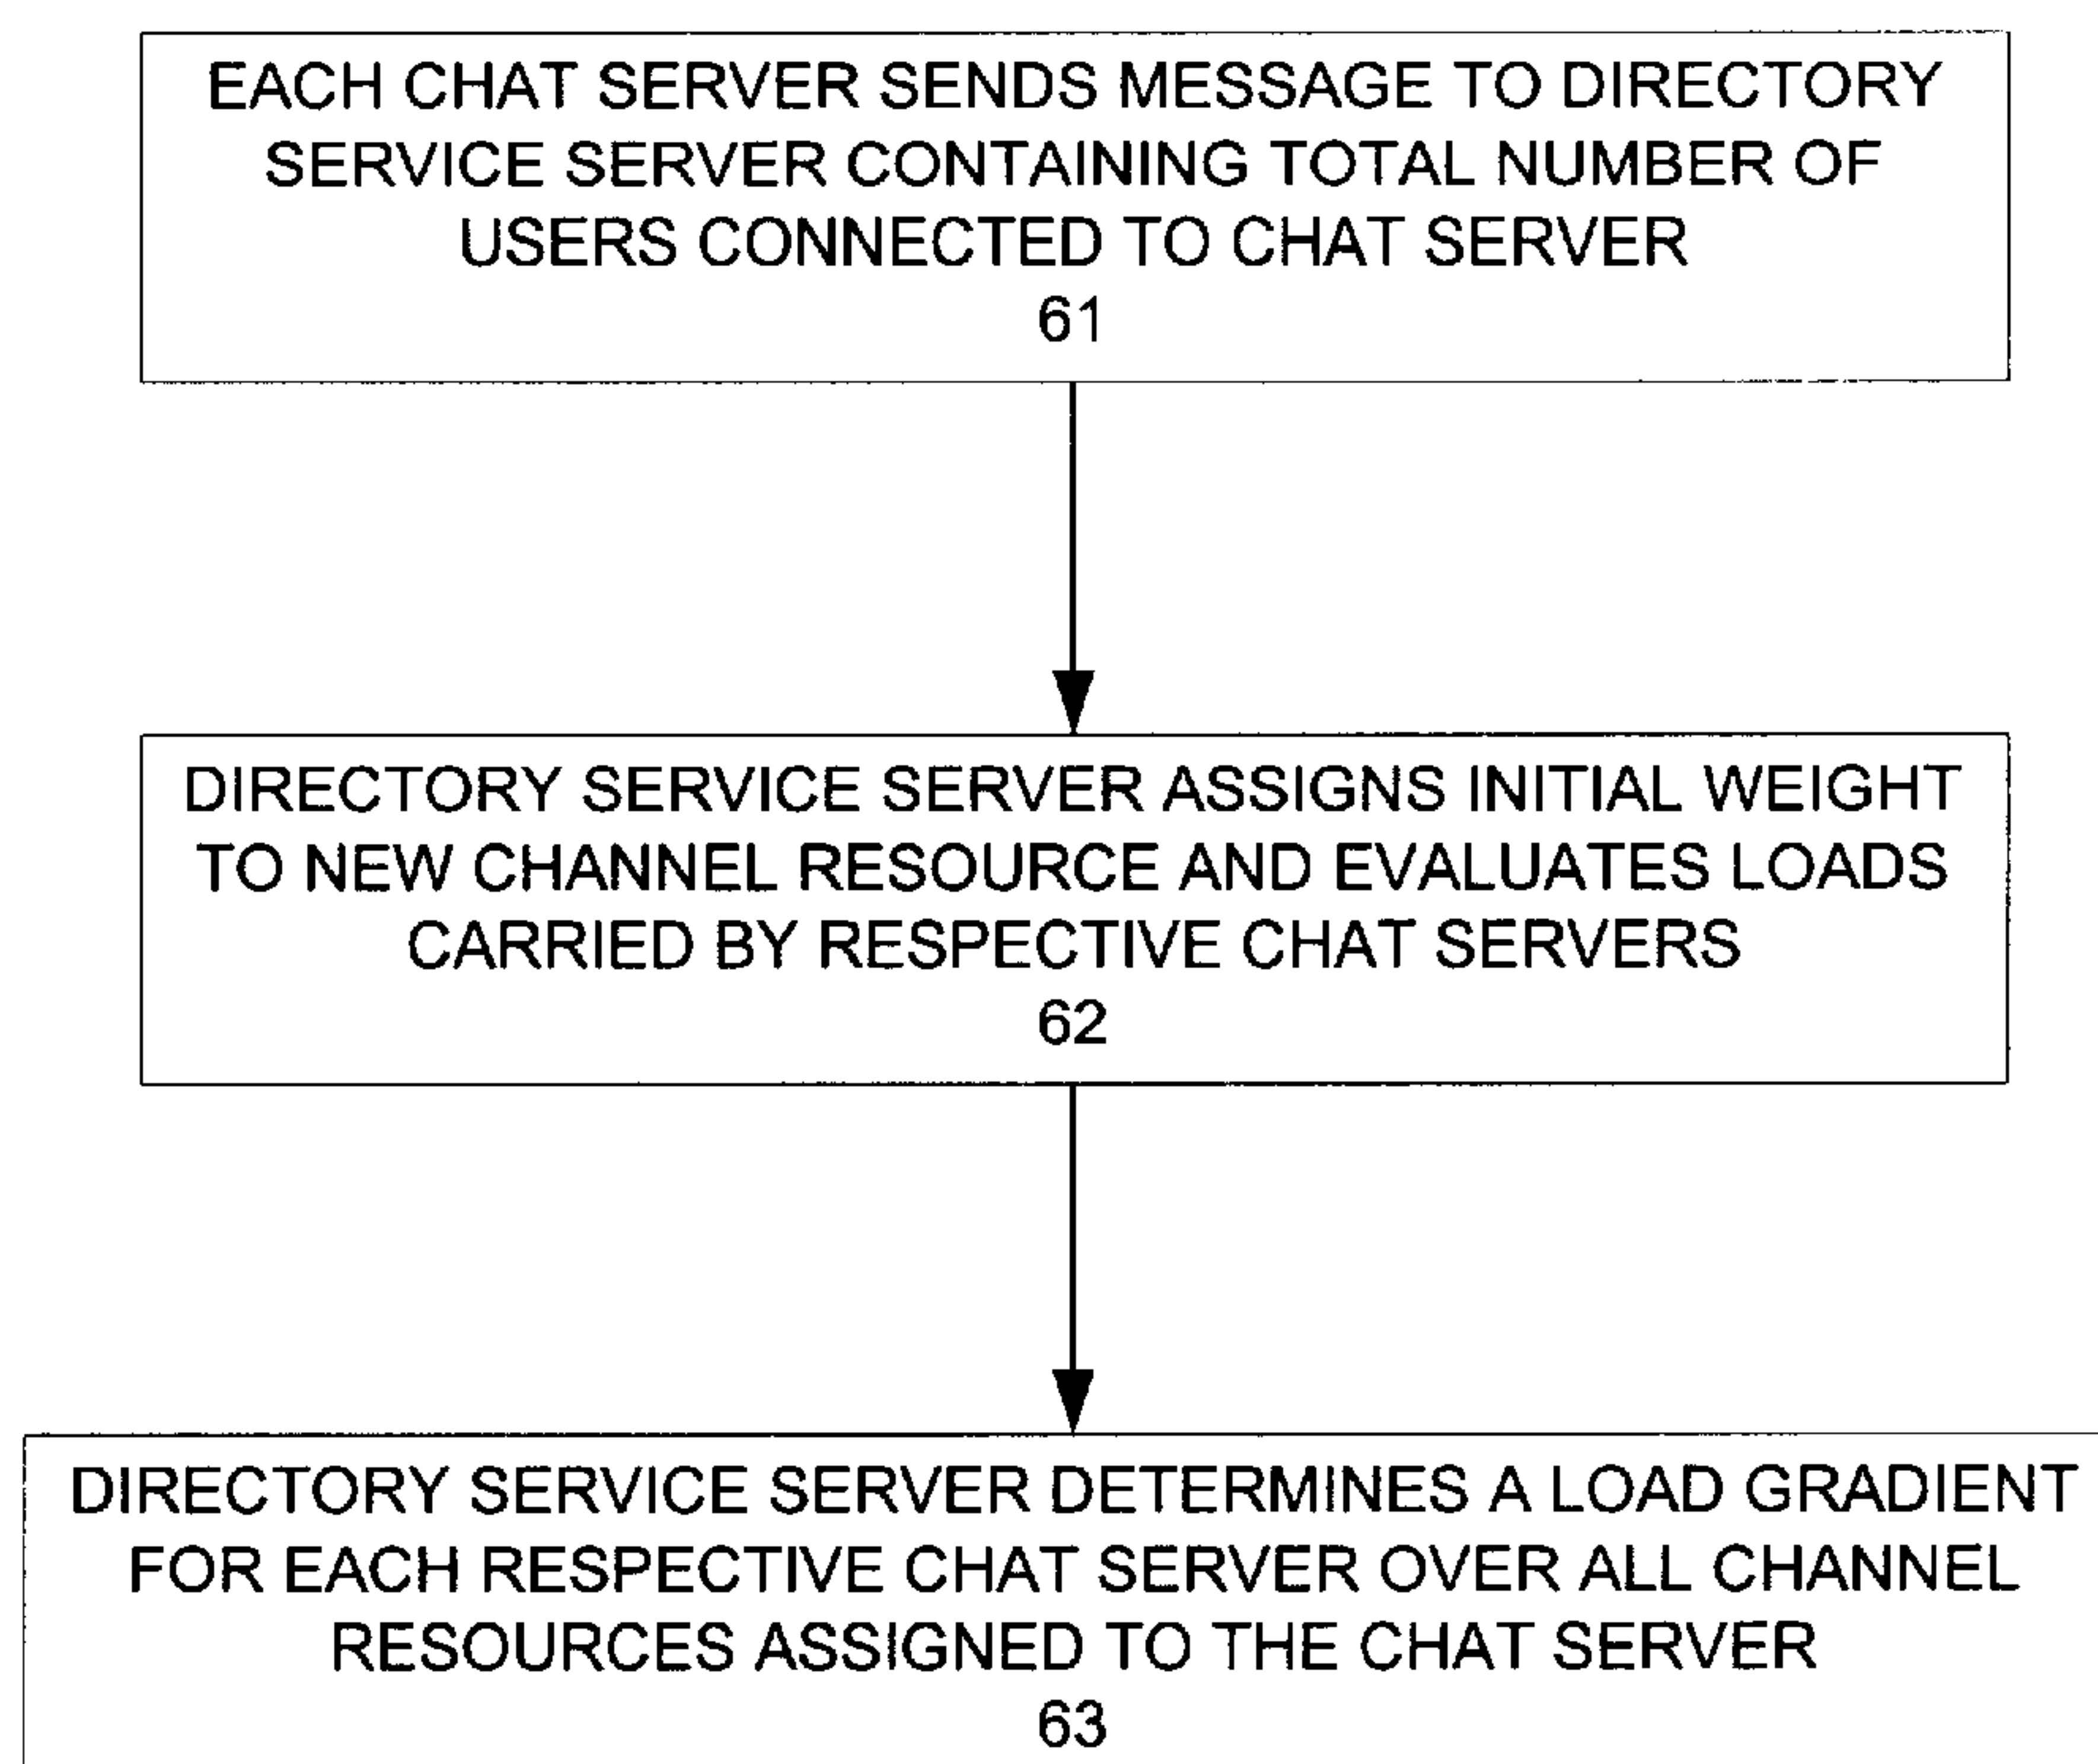 EACH CHAT SERVER SENDS MESSAGE TO DIRECTORY
SERVICE SERVER CONTAINING TOTAL NUMBER OF
USERS CONNECTED TO CHAT SERVER
61
DIRECTORY SERVICE SERVER ASSIGNS INITIAL WEIGHT
TO NEW CHANNEL RESOURCE AND EVALUATES LOADS
CARRIED BY RESPECTIVE CHAT SERVERS
62
DIRECTORY SERVICE SERVER DETERMINES A LOAD GRADIENT
FOR EACH RESPECTIVE CHAT SERVER OVER ALL CHANNEL
RESOURCES ASSIGNED TO THE CHAT SERVER
63